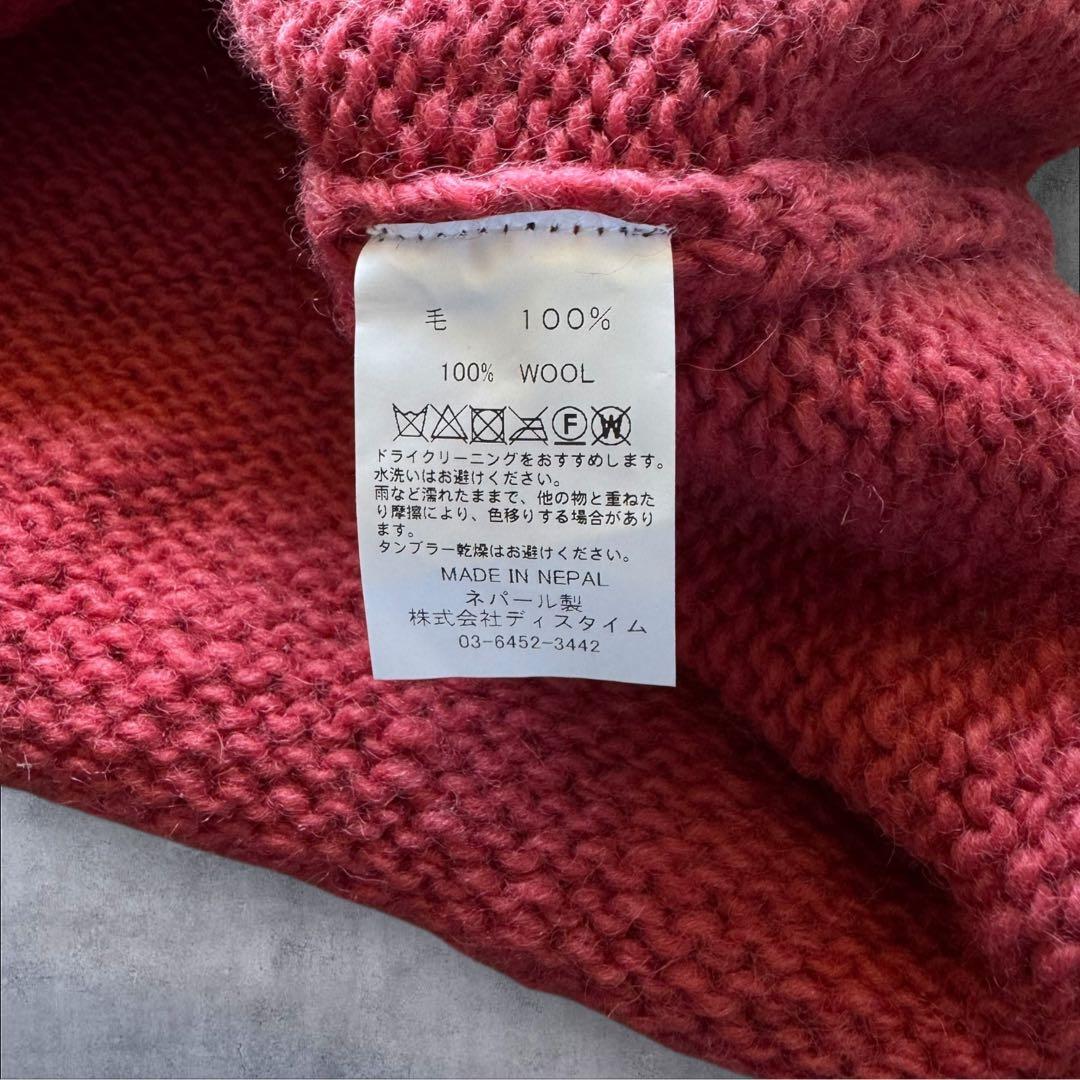 毛 100%
100% WOOL
F W
ドライクリーニングをおすすめします。
水洗いはお避けください。
雨など濡れたままで、他の物と重ねた
り摩擦により、色移りする場合があり
ます。
タンブラー乾燥はお避けください。
MADE IN NEPAL
ネパール製
株式会社ディスタイム
03-6452-3442